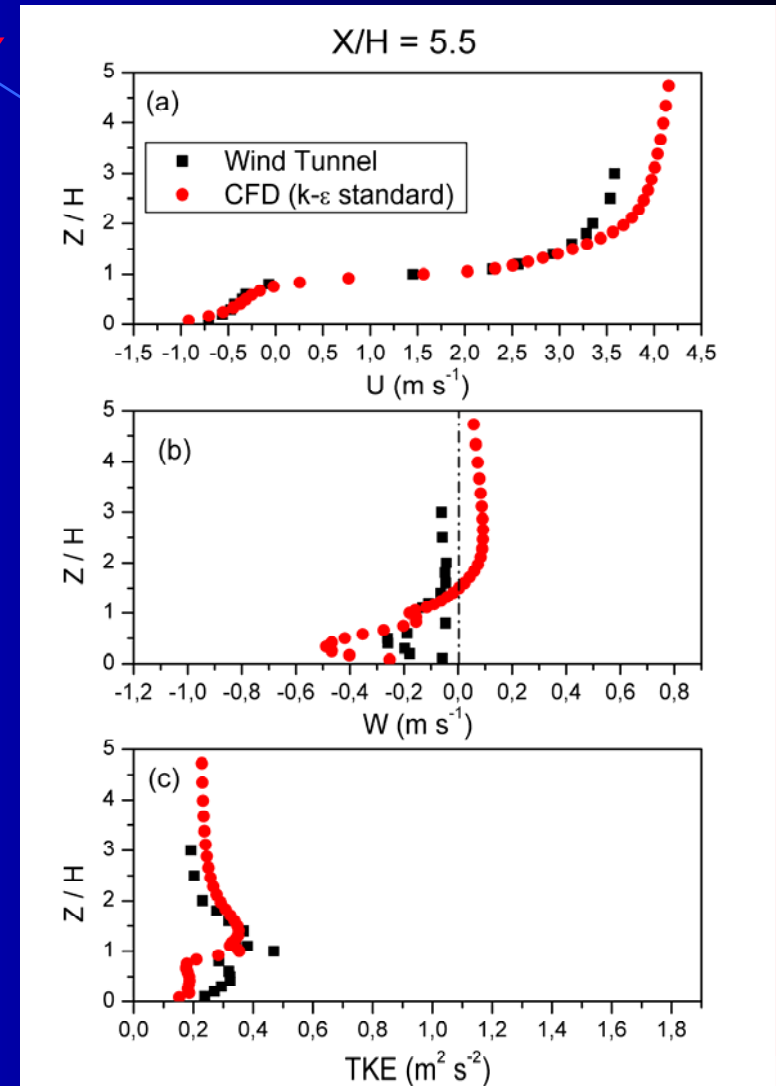 X/H = 5.5
(a)
Wind Tunnel
CFD (k-ε standard)
Z / H
5
4
3
2
1
0
-1,5 -1,0 -0,5 0,0 0,5 1,0 1,5 2,0 2,5 3,0 3,5 4,0 4,5
U (m s⁻¹)
(b)
Z / H
5
4
3
2
1
0
-1,2 -1,0 -0,8 -0,6 -0,4 -0,2 0,0 0,2 0,4 0,6 0,8
W (m s⁻¹)
(c)
Z / H
5
4
3
2
1
0
0,0 0,2 0,4 0,6 0,8 1,0 1,2 1,4 1,6 1,8
TKE (m² s⁻²)